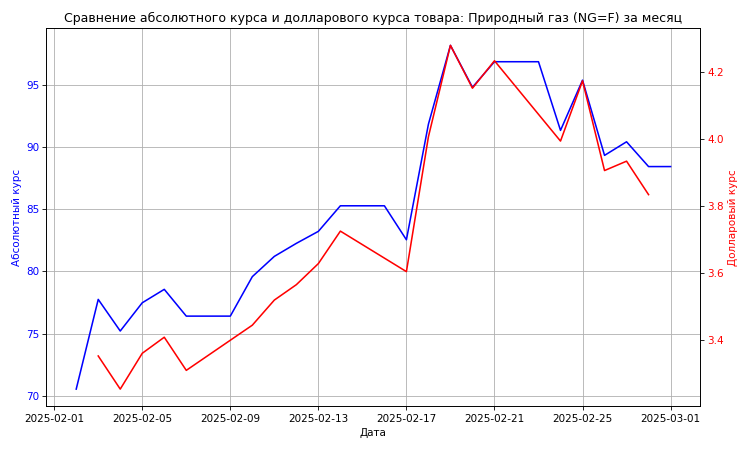 Сравнение абсолютного курса и долларового курса товара: Природный газ (NG=F) за месяц
95
90
85
80
75
70
Абсолютный курс
4.2
4.0
3.8
3.6
3.4
Долларовый курс
2025-02-01 2025-02-05 2025-02-09 2025-02-13 2025-02-17 2025-02-21 2025-02-25 2025-03-01
Дата